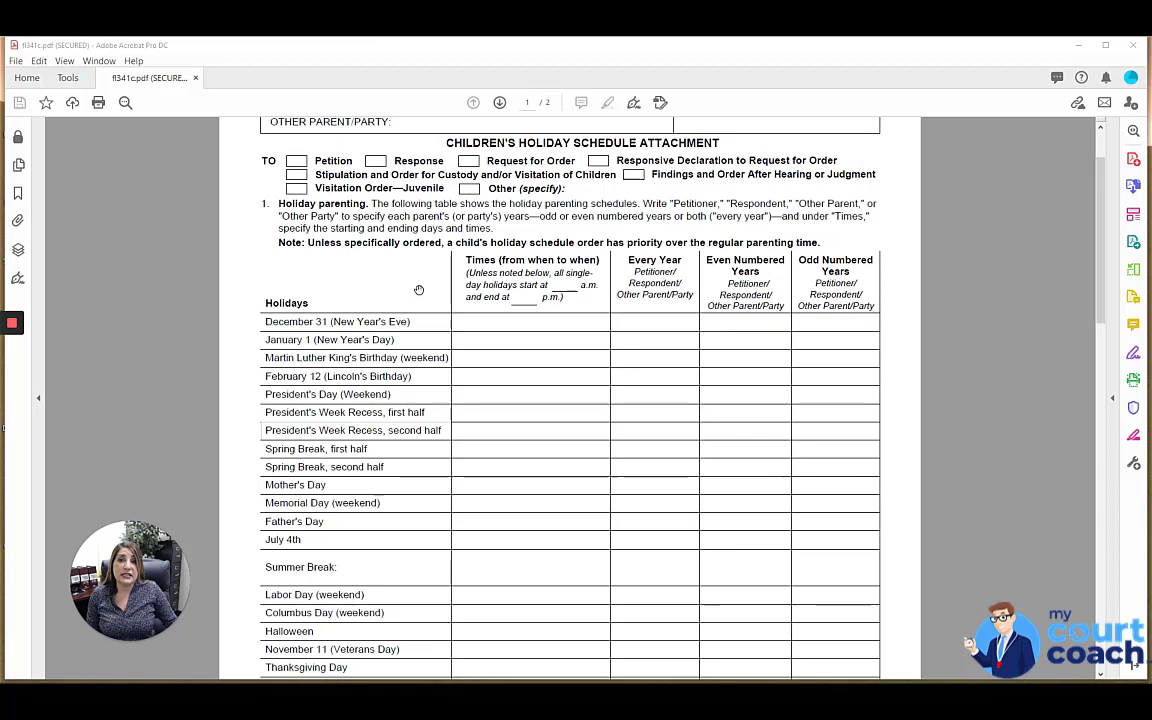 fl341c.pdf (SECURED) - Adobe Acrobat Pro DC
File Edit View Window Help
Home Tools fl341c.pdf (SECURE... ×
1 / 2
OTHER PARENT/PARTY:
CHILDREN'S HOLIDAY SCHEDULE ATTACHMENT
TO Petition Response Request for Order Responsive Declaration to Request for Order
Stipulation and Order for Custody and/or Visitation of Children Findings and Order After Hearing or Judgment
Visitation Order—Juvenile Other (specify):
1. Holiday parenting. The following table shows the holiday parenting schedules. Write "Petitioner," "Respondent," "Other Parent," or
"Other Party" to specify each parent's (or party's) years—odd or even numbered years or both ("every year")—and under "Times,"
specify the starting and ending days and times.
Note: Unless specifically ordered, a child's holiday schedule order has priority over the regular parenting time.
Holidays
Times (from when to when)
(Unless noted below, all single-
day holidays start at _____ a.m.
and end at _____ p.m.)
Every Year
Petitioner/
Respondent/
Other Parent/Party
Even Numbered
Years
Petitioner/
Respondent/
Other Parent/Party
Odd Numbered
Years
Petitioner/
Respondent/
Other Parent/Party
December 31 (New Year's Eve)
January 1 (New Year's Day)
Martin Luther King's Birthday (weekend)
February 12 (Lincoln's Birthday)
President's Day (Weekend)
President's Week Recess, first half
President's Week Recess, second half
Spring Break, first half
Spring Break, second half
Mother's Day
Memorial Day (weekend)
Father's Day
July 4th
Summer Break:
Labor Day (weekend)
Columbus Day (weekend)
Halloween
November 11 (Veterans Day)
Thanksgiving Day
my
court
coach